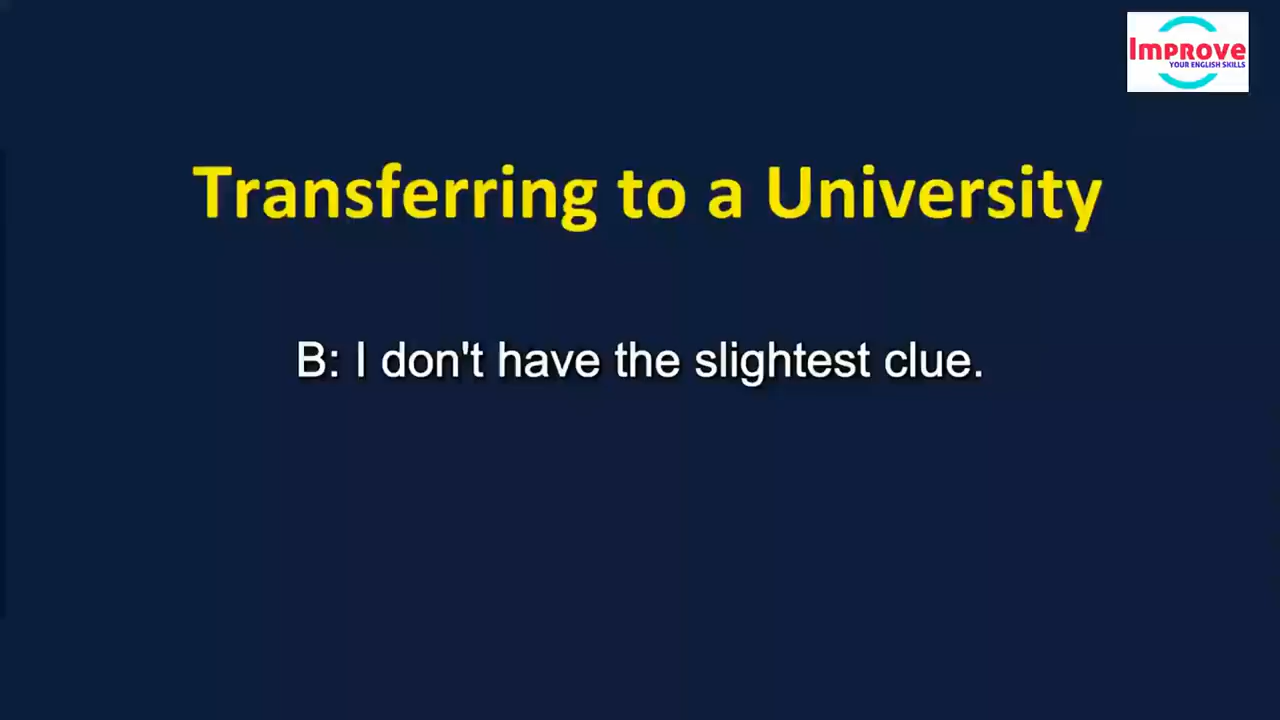 Improve
YOUR ENGLISH SKILLS
Transferring to a University
B: I don't have the slightest clue.